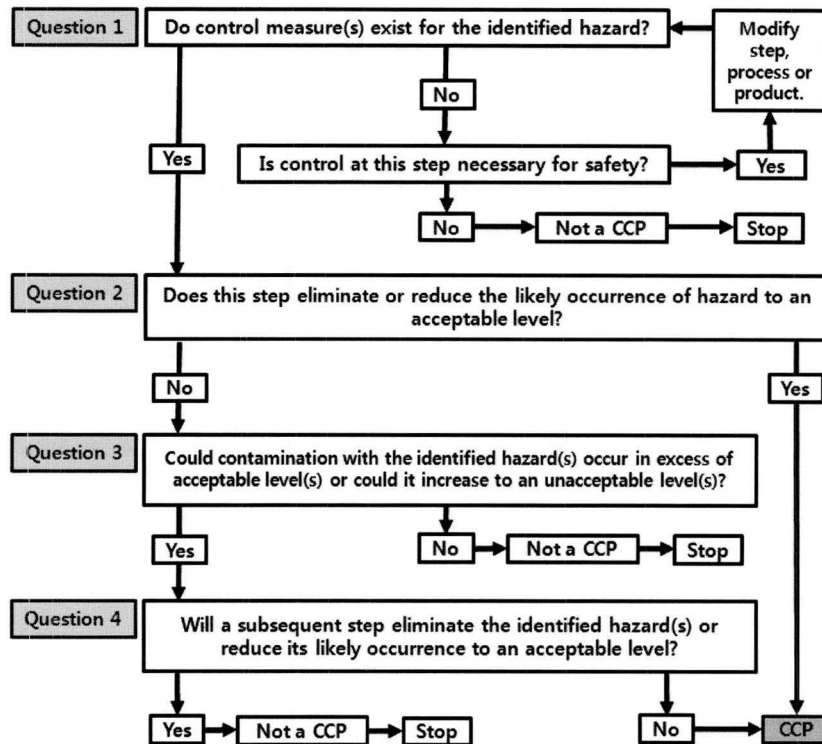 Question 1
Do control measure(s) exist for the identified hazard?
Modify
step,
process or
product.
No
Yes
Is control at this step necessary for safety?
Yes
No
Not a CCP
Stop
Question 2
Does this step eliminate or reduce the likely occurrence of hazard to an
acceptable level?
No
Yes
Question 3
Could contamination with the identified hazard(s) occur in excess of
acceptable level(s) or could it increase to an unacceptable level(s)?
Yes
No
Not a CCP
Stop
Question 4
Will a subsequent step eliminate the identified hazard(s) or
reduce its likely occurrence to an acceptable level?
Yes
Not a CCP
Stop
No
CCP